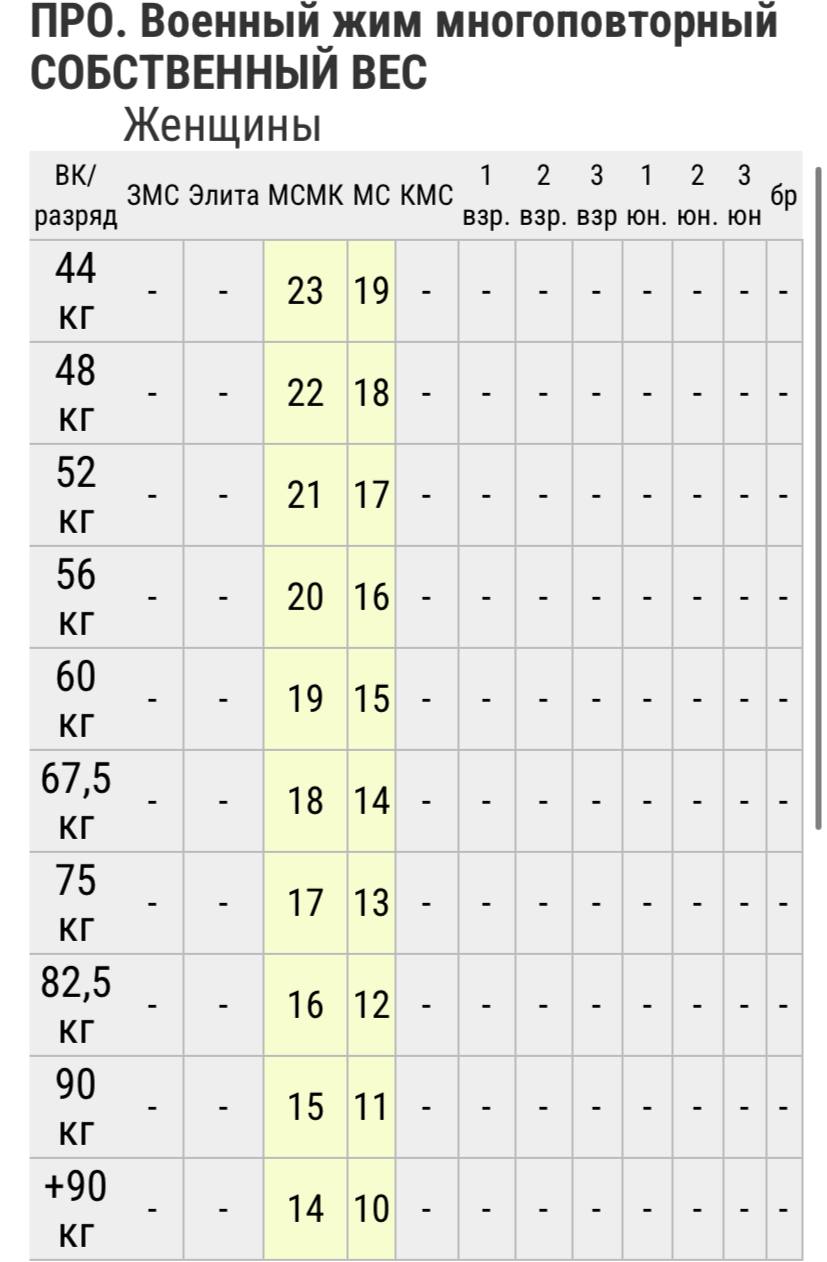 ПРО. Военный жим многоповторный
СОБСТВЕННЫЙ ВЕС
Женщины
ВК/разряд ЗМС Элита МСМК МС КМС 1 взр. 2 взр. 3 взр 1 юн. 2 юн. 3 юн бр
44 кг - - 23 19 - - - - - - - -
48 кг - - 22 18 - - - - - - - -
52 кг - - 21 17 - - - - - - - -
56 кг - - 20 16 - - - - - - - -
60 кг - - 19 15 - - - - - - - -
67,5 кг - - 18 14 - - - - - - - -
75 кг - - 17 13 - - - - - - - -
82,5 кг - - 16 12 - - - - - - - -
90 кг - - 15 11 - - - - - - - -
+90 кг - - 14 10 - - - - - - - -